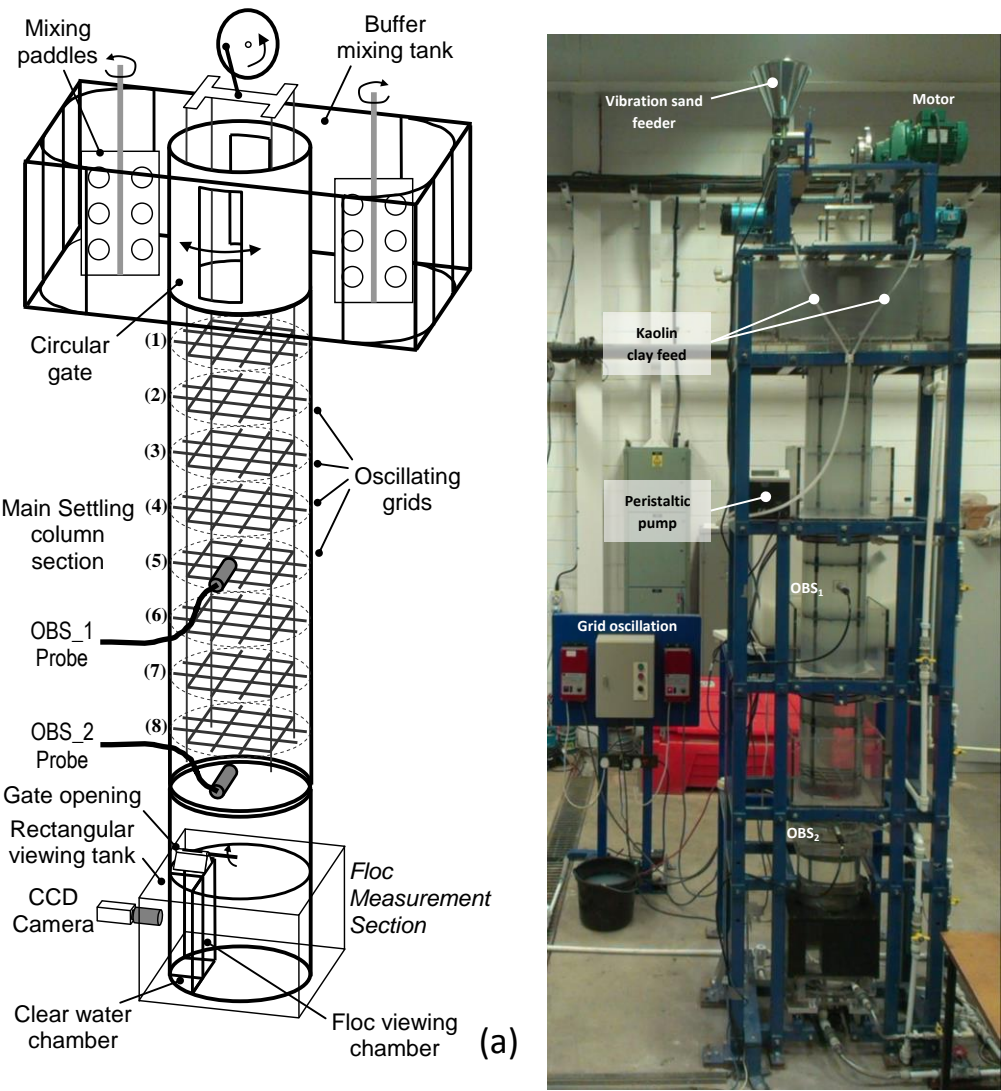 Mixing
paddles
Buffer
mixing tank
Circular
gate
(1)
(2)
(3)
(4)
(5)
(6)
(7)
(8)
Oscillating
grids
Main Settling
column
section
OBS_1
Probe
OBS_2
Probe
Gate opening
Rectangular
viewing tank
CCD
Camera
Floc
Measurement
Section
Clear water
chamber
Floc viewing
chamber
(a)
Vibration sand
feeder
Motor
Kaolin
clay feed
Peristaltic
pump
OBS₁
Grid oscillation
OBS₂